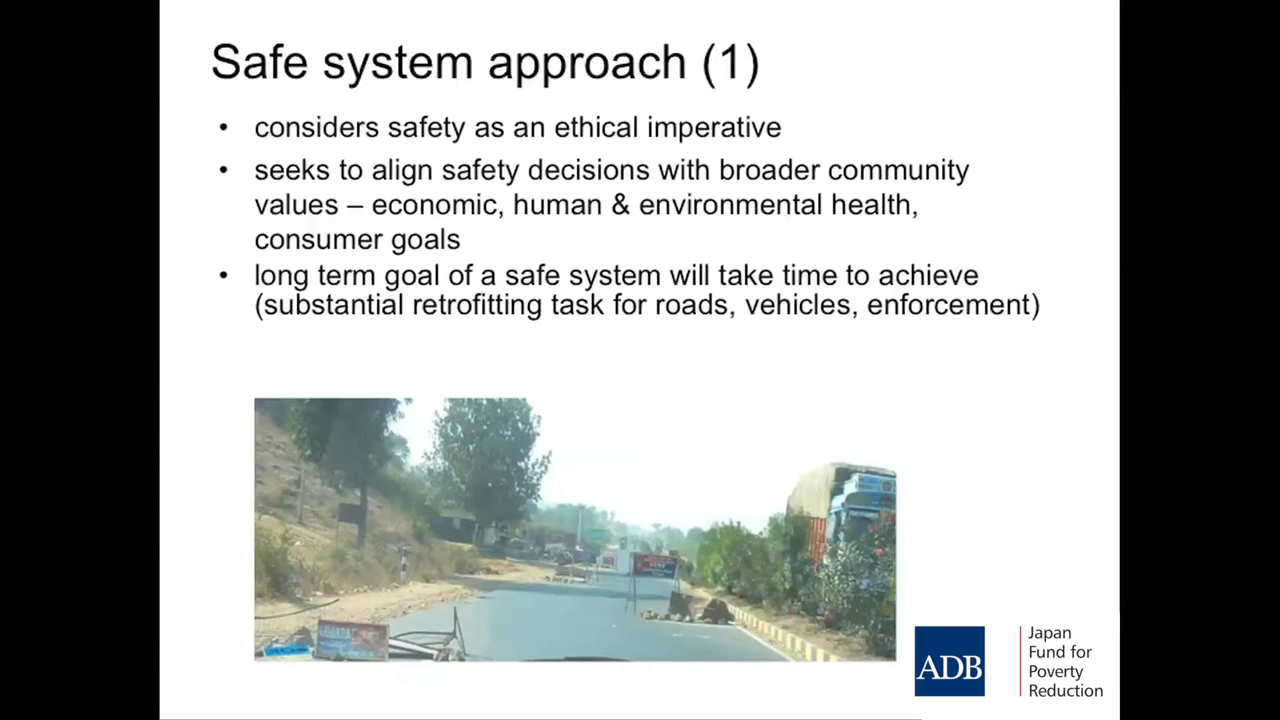 Safe system approach (1)
• considers safety as an ethical imperative
• seeks to align safety decisions with broader community
values – economic, human & environmental health,
consumer goals
• long term goal of a safe system will take time to achieve
(substantial retrofitting task for roads, vehicles, enforcement)
ADB
Japan
Fund for
Poverty
Reduction